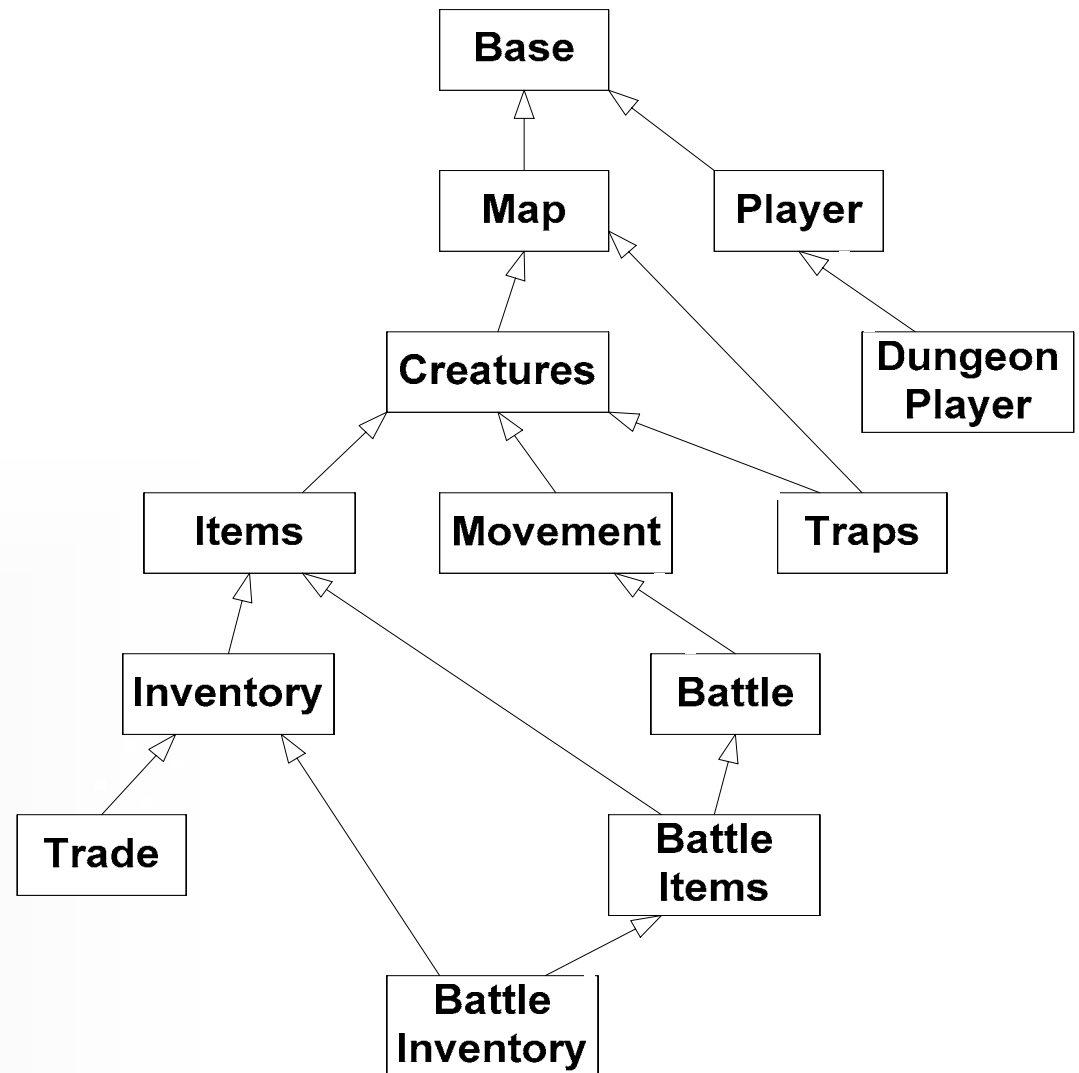 Base
Map
Player
Creatures
Dungeon
Player
Items
Movement
Traps
Inventory
Battle
Trade
Battle
Items
Battle
Inventory